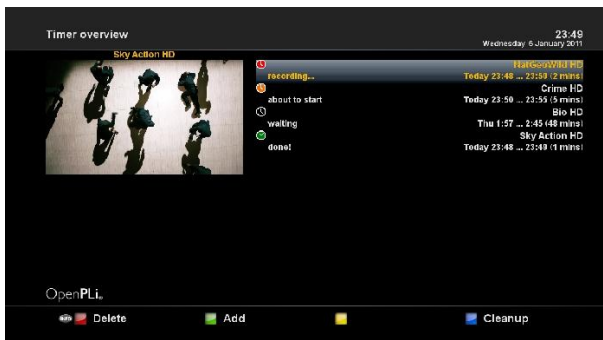 Timer overview
23:49
Wednesday 6 January 2011
Sky Action HD
NatGeoWild HD
recording...
Today 23:48 ... 23:50 (2 mins)
Crime HD
about to start
Today 23:50 ... 23:55 (5 mins)
Bio HD
waiting
Thu 1:57 ... 2:45 (48 mins)
Sky Action HD
done!
Today 23:48 ... 23:49 (1 mins)
OpenPLi
Delete
Add
Cleanup